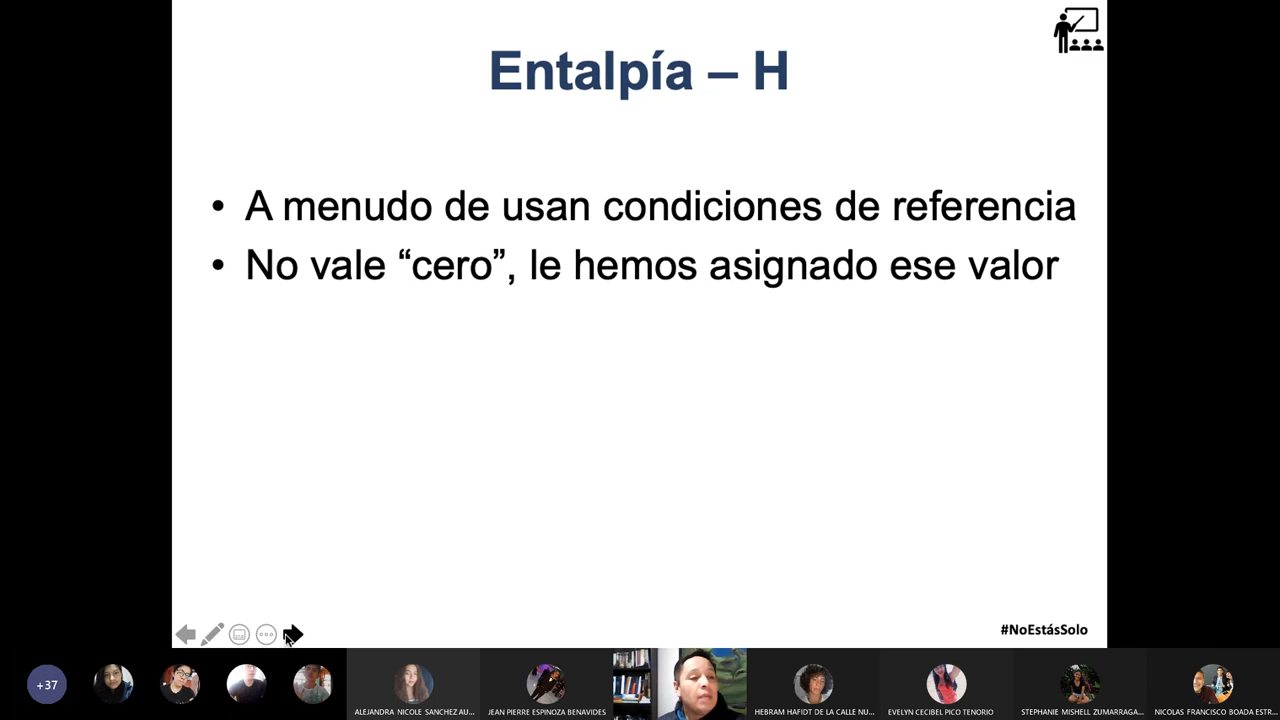 Entalpía – H
• A menudo de usan condiciones de referencia
• No vale “cero”, le hemos asignado ese valor
#NoEstásSolo
+37
ALEJANDRA NICOLE SANCHEZ AU...
JEAN PIERRE ESPINOZA BENAVIDES
HEBRAM HAFIDT DE LA CALLE NU...
EVELYN CECIBEL PICO TENORIO
STEPHANIE MISHELL ZUMARRAGA...
NICOLAS FRANCISCO BOADA ESTR...